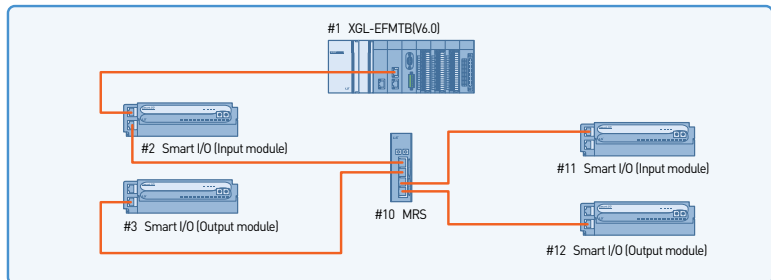 #1 XGL-EFMTB(V6.0)
#2 Smart I/O (Input module)
#3 Smart I/O (Output module)
#10 MRS
#11 Smart I/O (Input module)
#12 Smart I/O (Output module)